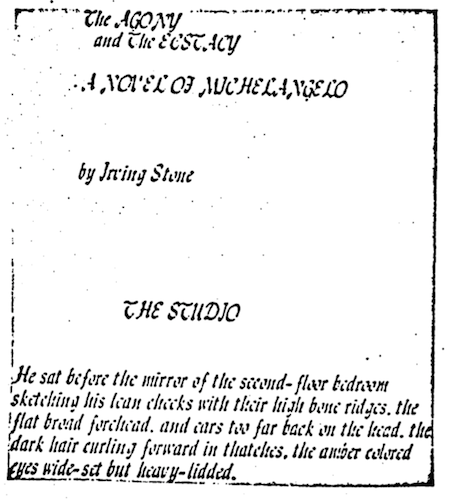 The AGONY
and The ECSTACY
A NOVEL OF MICHELANGELO
by Irving Stone
THE STUDIO
He sat before the mirror of the second-floor bedroom
sketching his lean cheeks with their high bone ridges, the
flat broad forehead, and ears too far back on the head, the
dark hair curling forward in thatches, the amber colored
eyes wide-set but heavy-lidded.